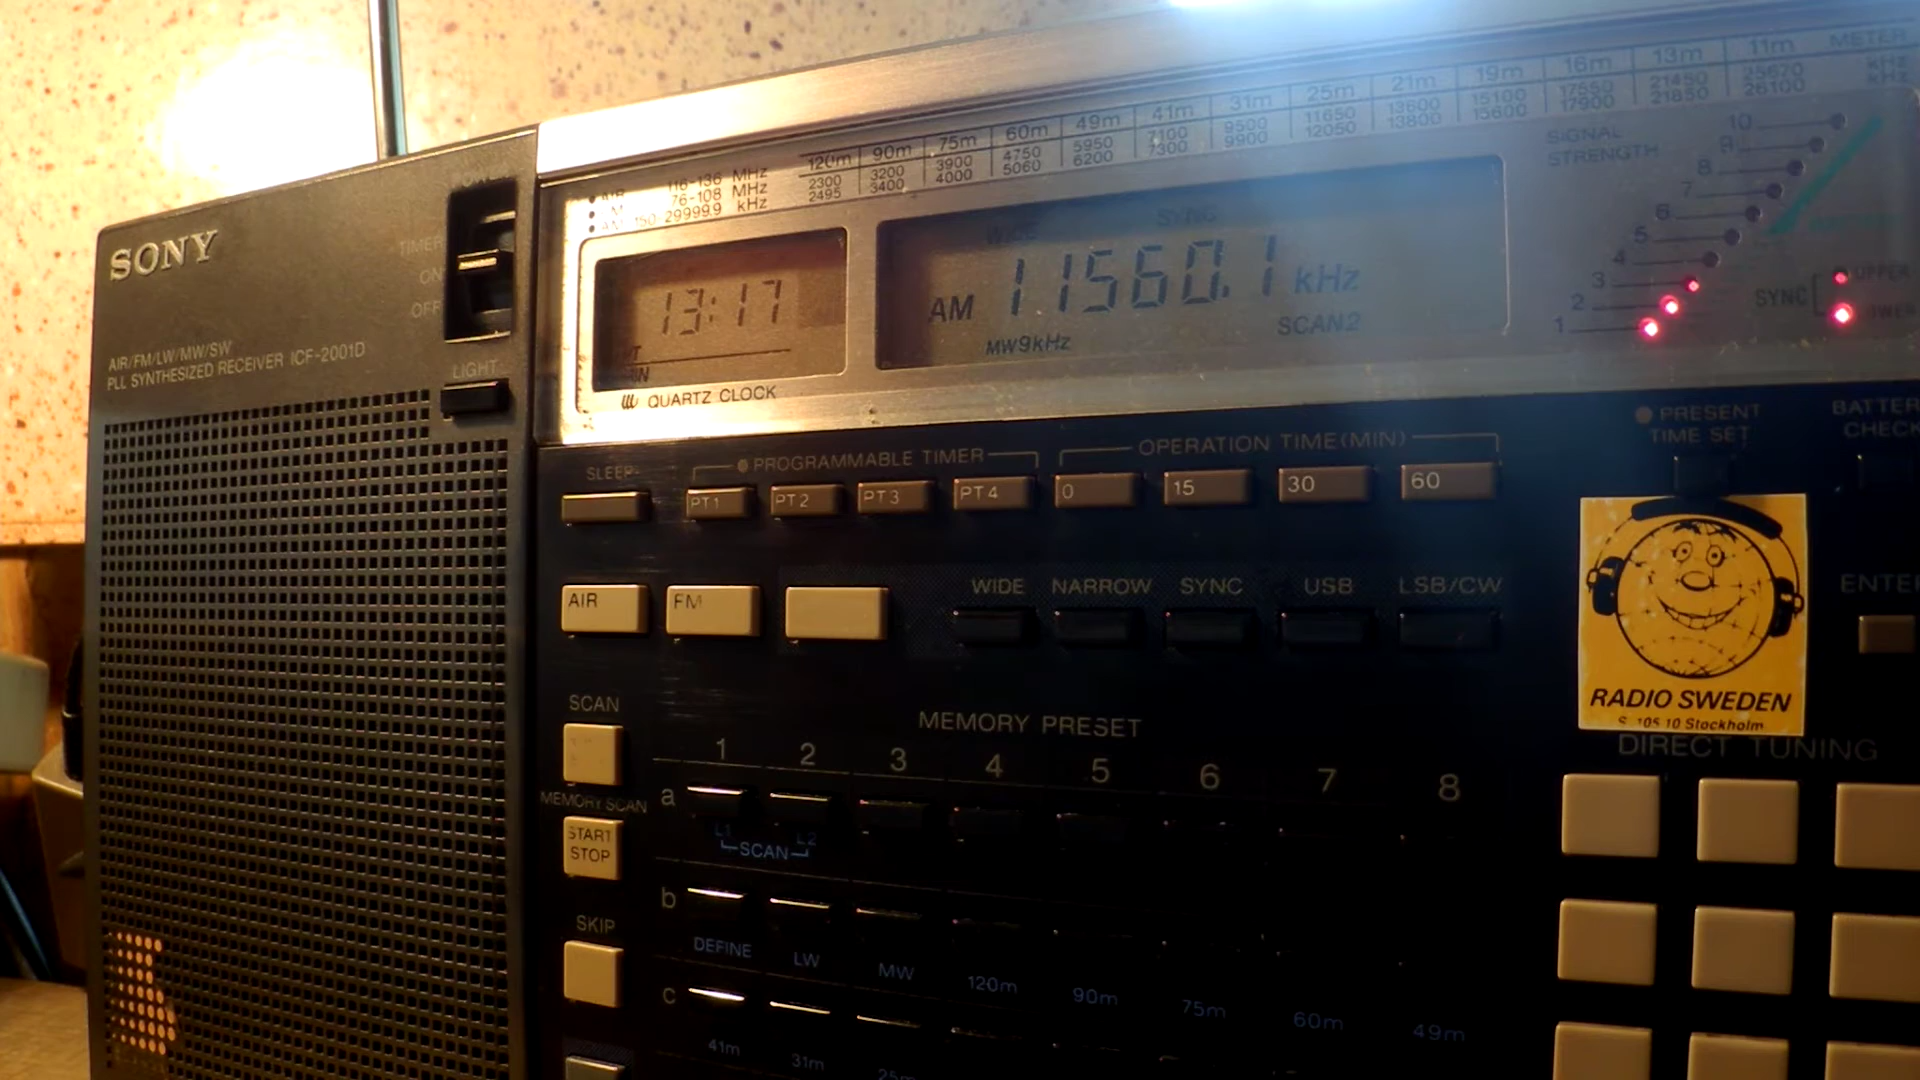 SONY
TIMER
ON
OFF
AIR/FM/LW/MW/SW
PLL SYNTHESIZED RECEIVER ICF-2001D
LIGHT
116-136 MHz
76-108 MHz
150-29999.9 kHz
120m 90m 75m 60m 49m 41m 31m 25m 21m 19m 16m 13m 11m METER
2300 3200 3900 4750 5950 7100 9500 11650 13600 15100 17550 21450 25670 kHz
2495 3400 4000 5060 6200 7300 9900 12050 13800 15600 17900 21850 26100 kHz
13:17
QUARTZ CLOCK
SYNC
AM 11560.1 kHz
MW9kHz SCAN2
SIGNAL
STRENGTH
10
9
8
7
6
5
4
3
2
1
SYNC
SLEEP
PROGRAMMABLE TIMER
OPERATION TIME(MIN)
PT1 PT2 PT3 PT4 0 15 30 60
PRESENT
TIME SET
AIR FM
WIDE NARROW SYNC USB LSB/CW
RADIO SWEDEN
S 105 10 Stockholm
DIRECT TUNING
SCAN
MEMORY SCAN
START
STOP
SKIP
MEMORY PRESET
1 2 3 4 5 6 7 8
a
L1 SCAN L2
b
DEFINE LW MW 120m 90m 75m 60m 49m
c
41m 31m 25m